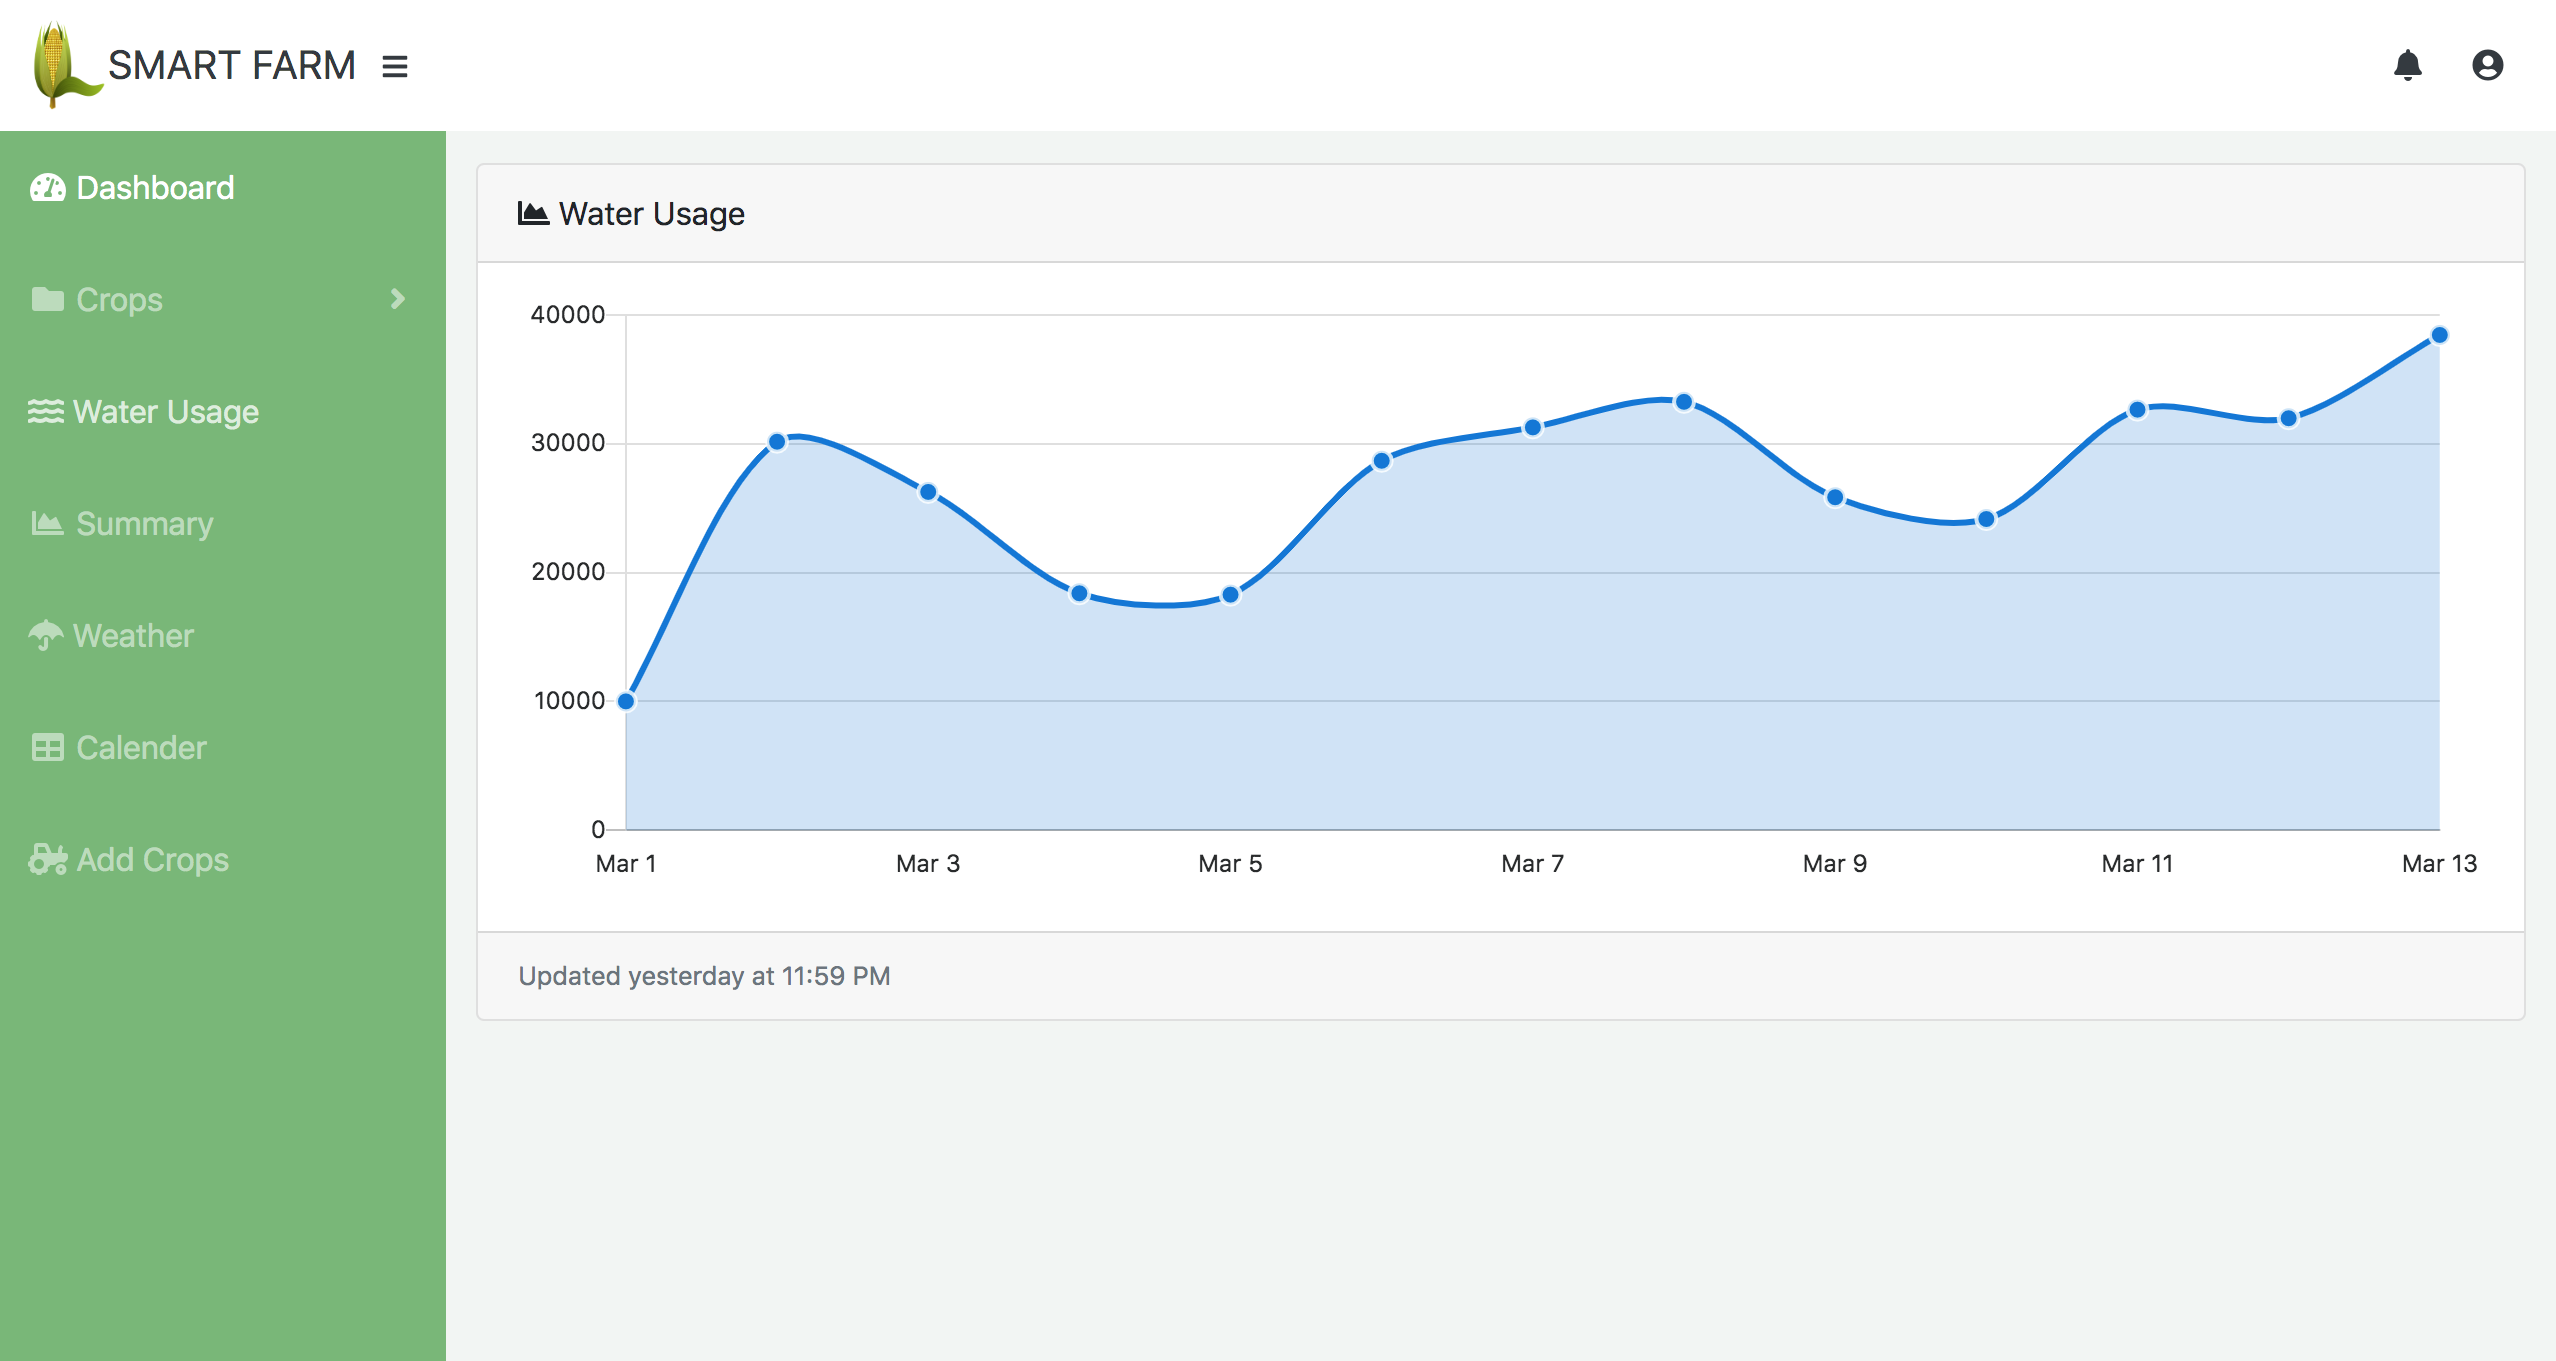 SMART FARM
Dashboard
Crops
Water Usage
Summary
Weather
Calender
Add Crops
Water Usage
40000
30000
20000
10000
0
Mar 1 Mar 3 Mar 5 Mar 7 Mar 9 Mar 11 Mar 13
Updated yesterday at 11:59 PM